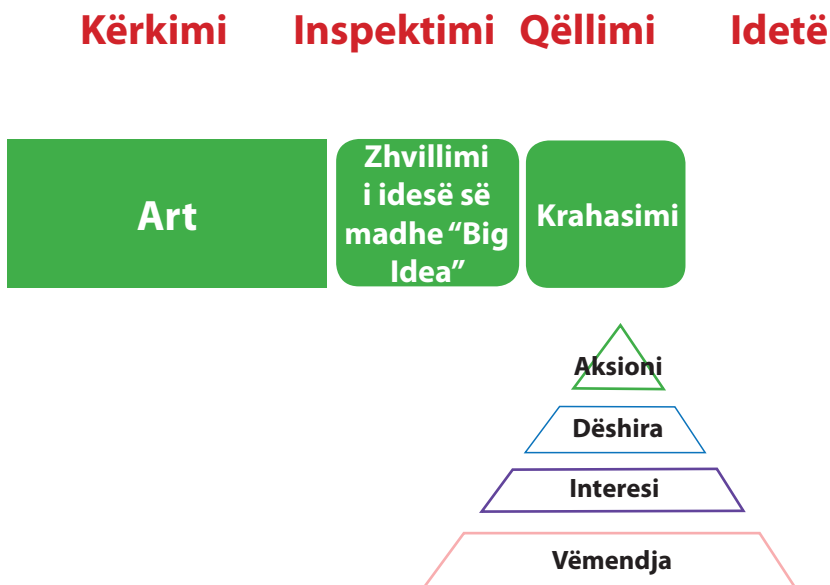 Kërkimi Inspektimi Qëllimi Idetë
Art
Zhvillimi
i idesë së
madhe “Big
Idea”
Krahasimi
Aksioni
Dëshira
Interesi
Vëmendja